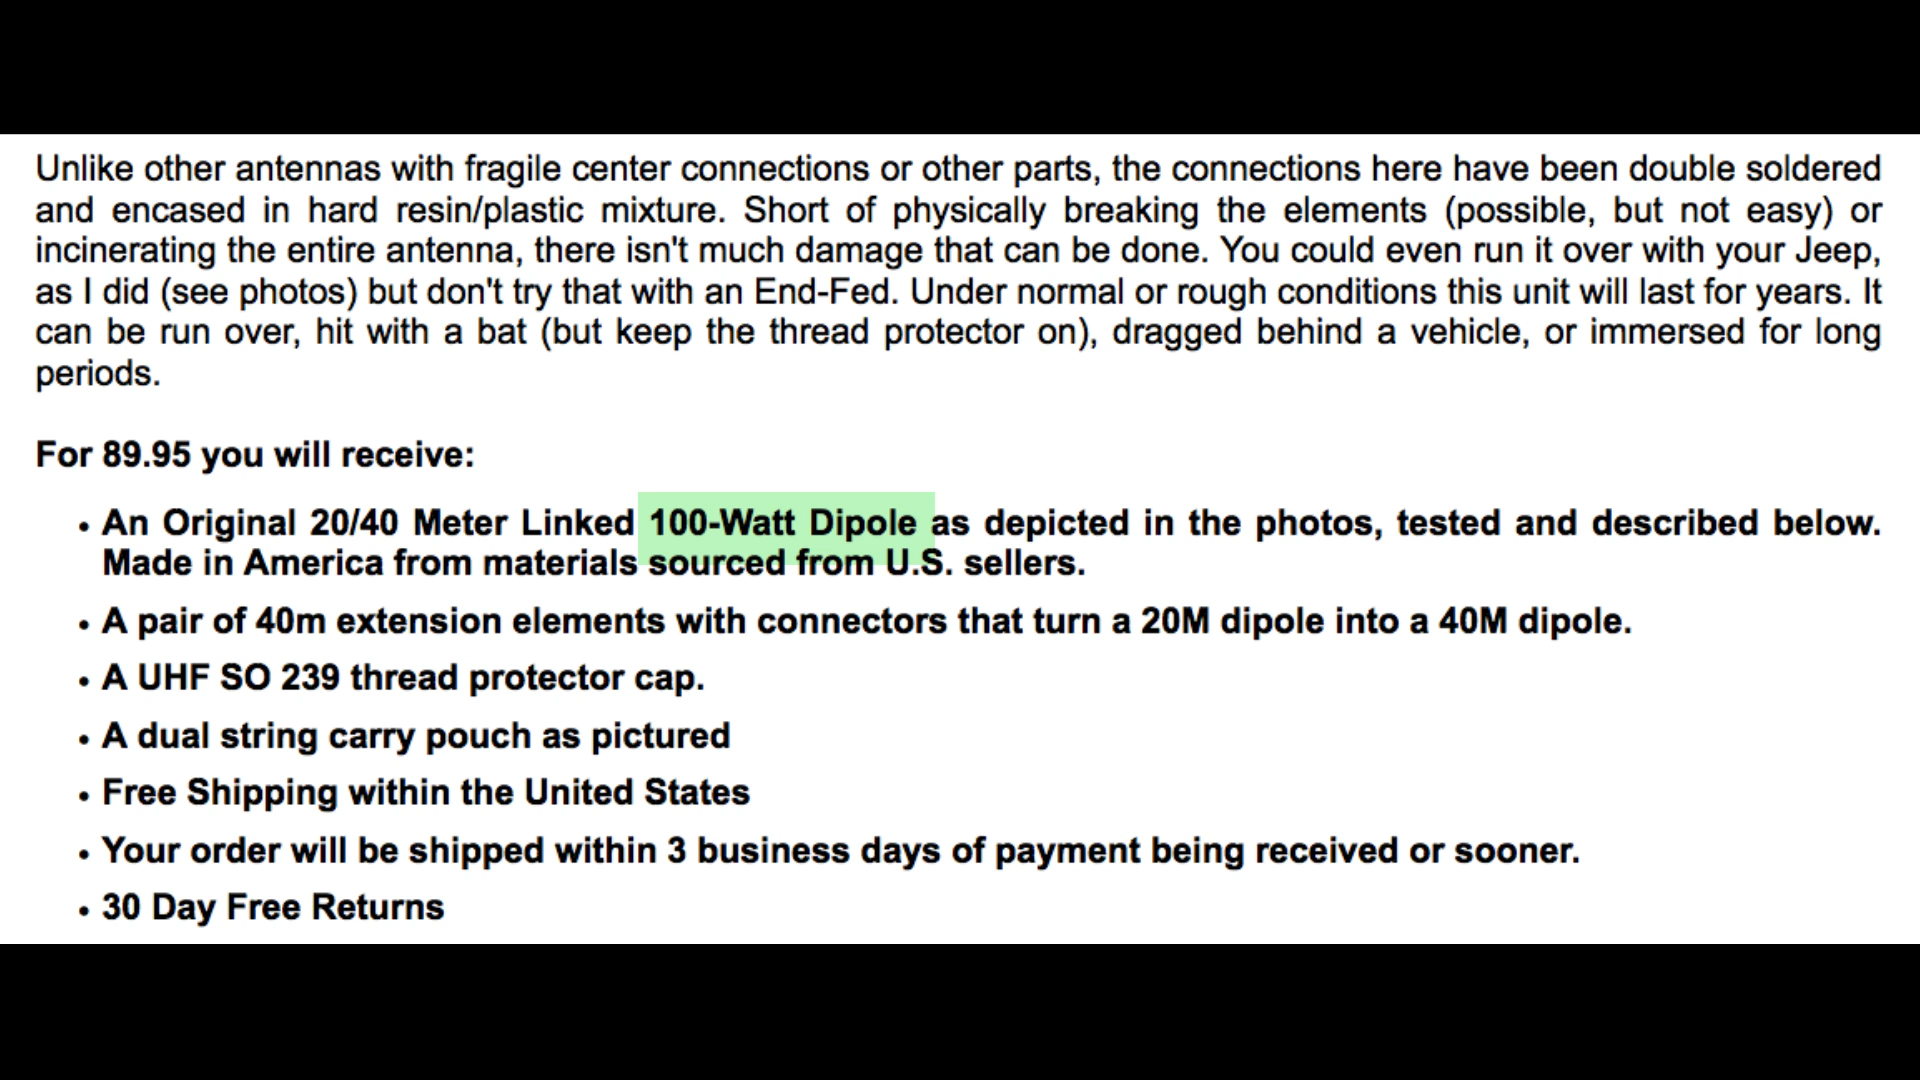 Unlike other antennas with fragile center connections or other parts, the connections here have been double soldered
and encased in hard resin/plastic mixture. Short of physically breaking the elements (possible, but not easy) or
incinerating the entire antenna, there isn't much damage that can be done. You could even run it over with your Jeep,
as I did (see photos) but don't try that with an End-Fed. Under normal or rough conditions this unit will last for years. It
can be run over, hit with a bat (but keep the thread protector on), dragged behind a vehicle, or immersed for long
periods.
For 89.95 you will receive:
• An Original 20/40 Meter Linked 100-Watt Dipole as depicted in the photos, tested and described below.
Made in America from materials sourced from U.S. sellers.
• A pair of 40m extension elements with connectors that turn a 20M dipole into a 40M dipole.
• A UHF SO 239 thread protector cap.
• A dual string carry pouch as pictured
• Free Shipping within the United States
• Your order will be shipped within 3 business days of payment being received or sooner.
• 30 Day Free Returns